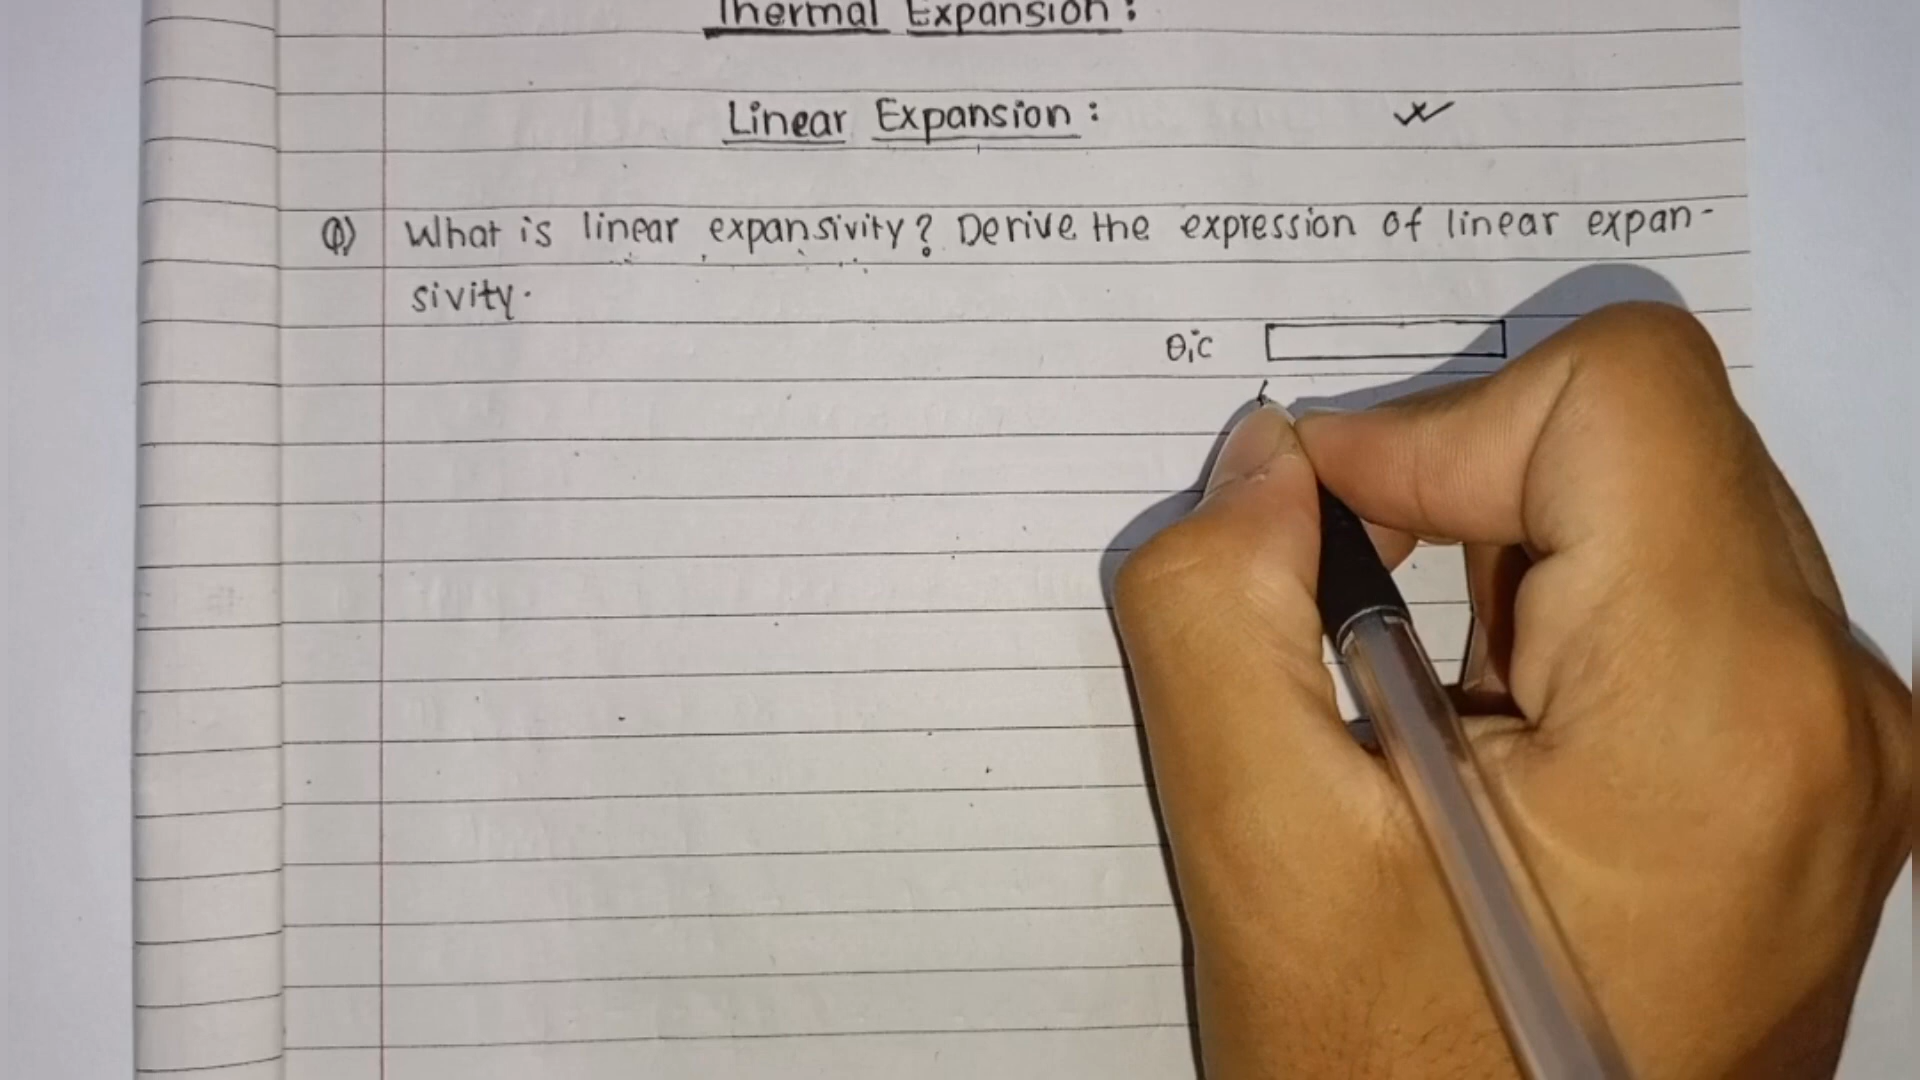 Thermal Expansion:
Linear Expansion:
Q) What is linear expansivity? Derive the expression of linear expan-
sivity.
θ₁°C